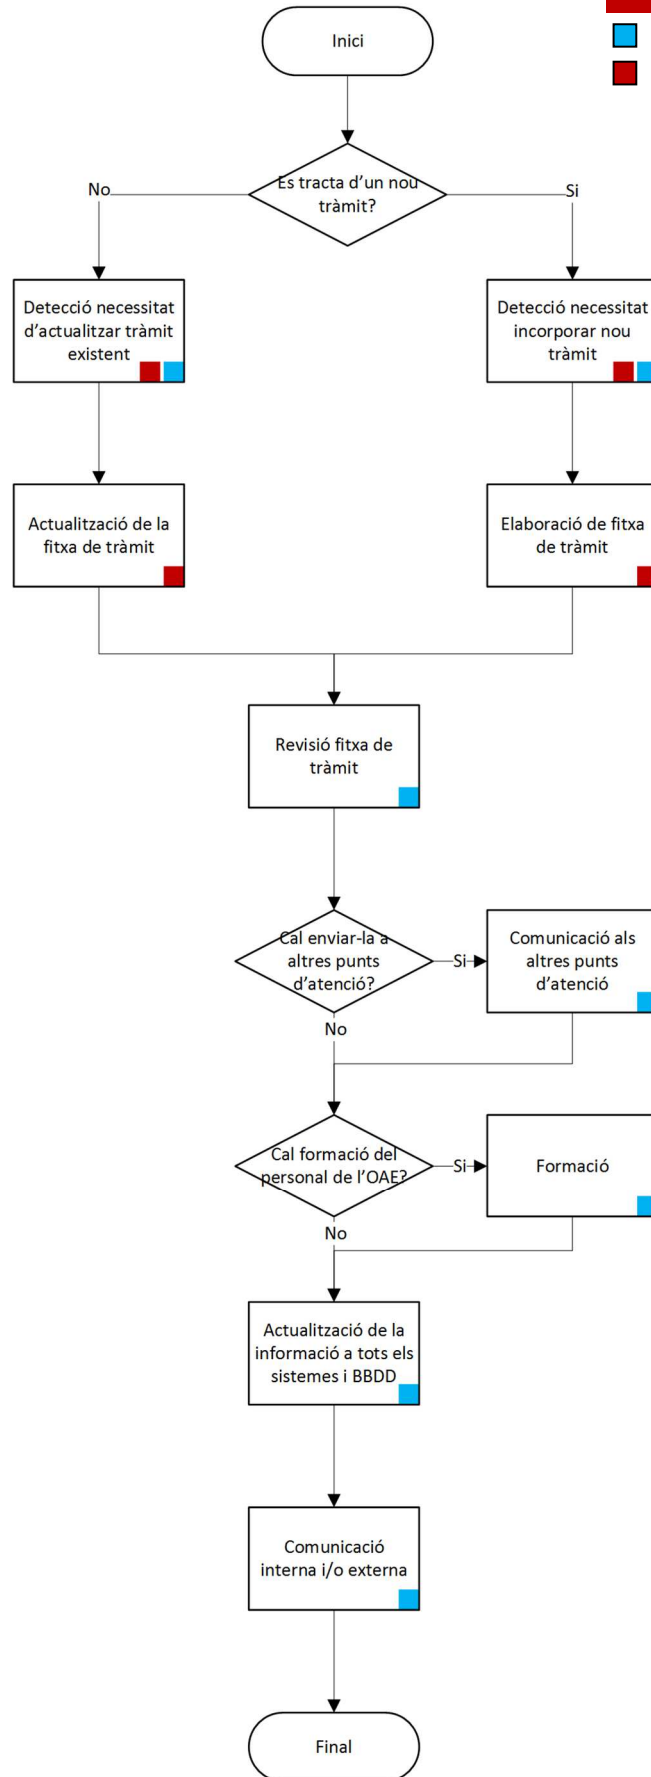 Inici
Es tracta d'un nou
tràmit?
No
Si
Detecció necessitat
d'actualitzar tràmit
existent
Detecció necessitat
incorporar nou
tràmit
Actualització de la
fitxa de tràmit
Elaboració de fitxa
de tràmit
Revisió fitxa de
tràmit
Cal enviar-la a
altres punts
d'atenció?
Si
Comunicació als
altres punts
d'atenció
No
Cal formació del
personal de l'OAE?
Si
Formació
No
Actualització de la
informació a tots els
sistemes i BBDD
Comunicació
interna i/o externa
Final